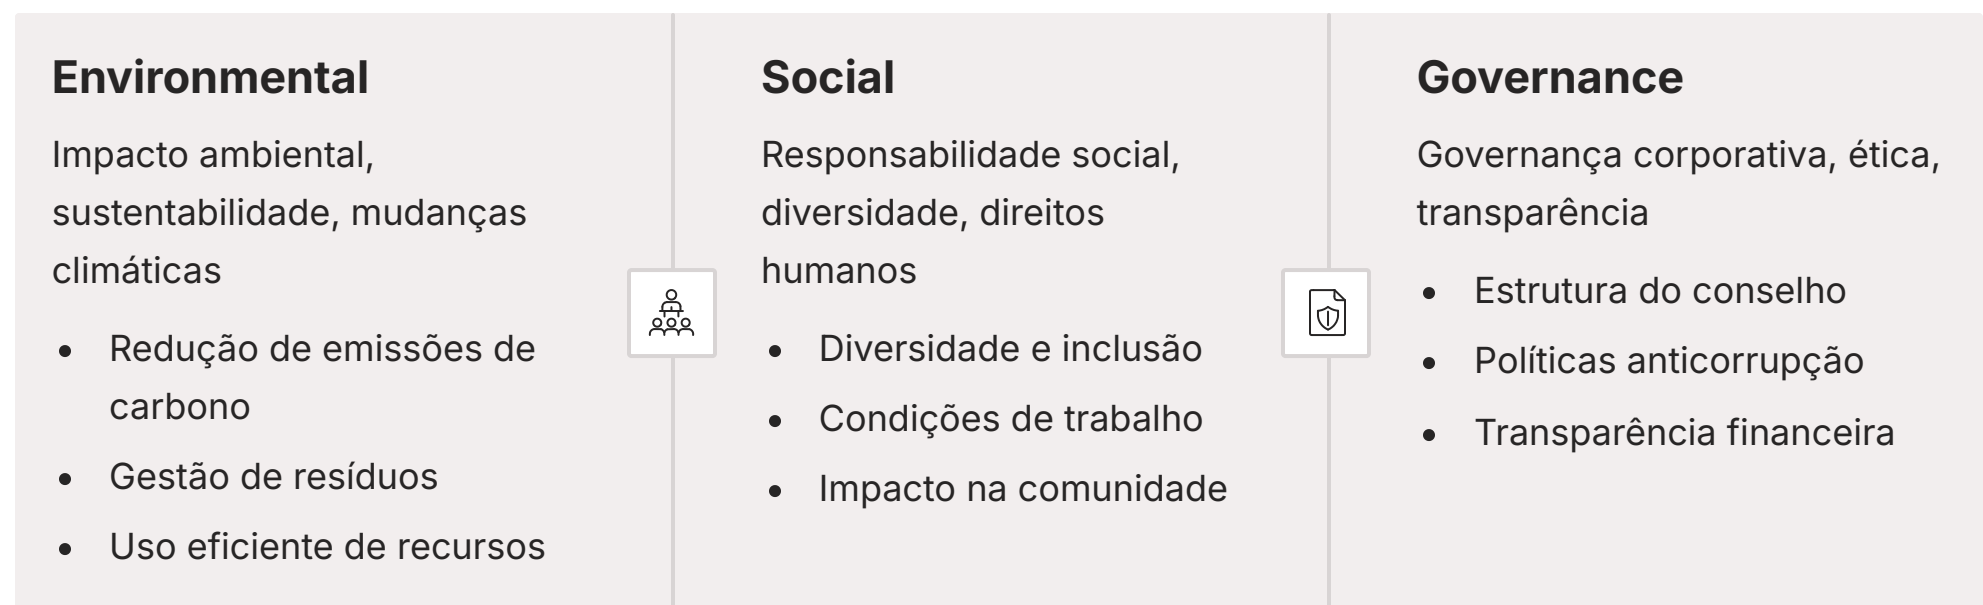 Environmental
Impacto ambiental,
sustentabilidade, mudanças
climáticas
• Redução de emissões de
carbono
• Gestão de resíduos
• Uso eficiente de recursos
Social
Responsabilidade social,
diversidade, direitos
humanos
• Diversidade e inclusão
• Condições de trabalho
• Impacto na comunidade
Governance
Governança corporativa, ética,
transparência
• Estrutura do conselho
• Políticas anticorrupção
• Transparência financeira